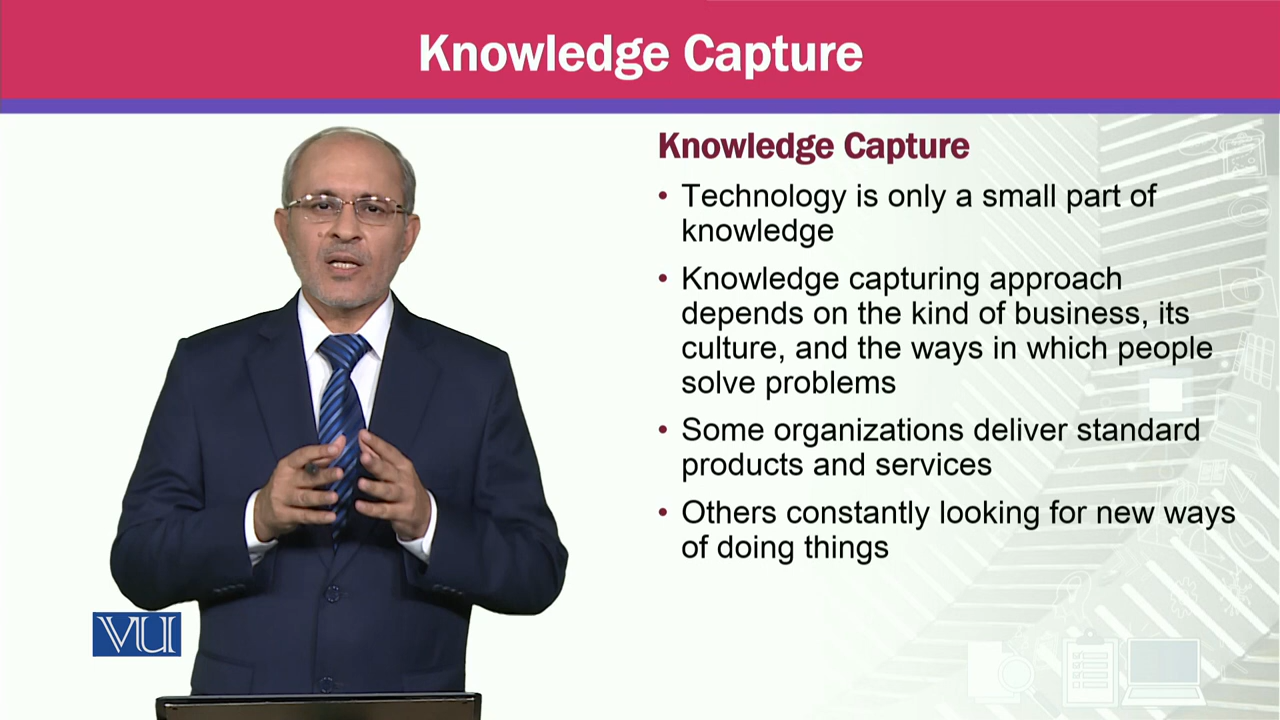 Knowledge Capture
Knowledge Capture
• Technology is only a small part of
knowledge
• Knowledge capturing approach
depends on the kind of business, its
culture, and the ways in which people
solve problems
• Some organizations deliver standard
products and services
• Others constantly looking for new ways
of doing things
VU